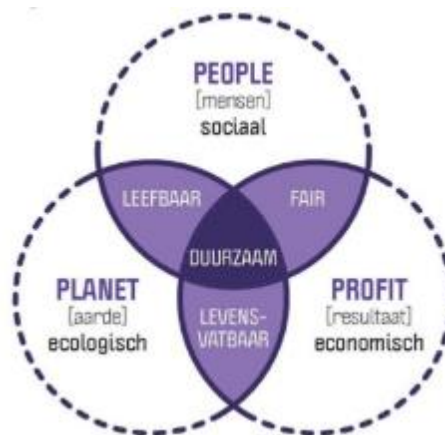 PEOPLE
[mensen]
sociaal
LEEFBAAR
FAIR
DUURZAAM
PLANET
[aarde]
ecologisch
LEVENS-
VATBAAR
PROFIT
[resultaat]
economisch